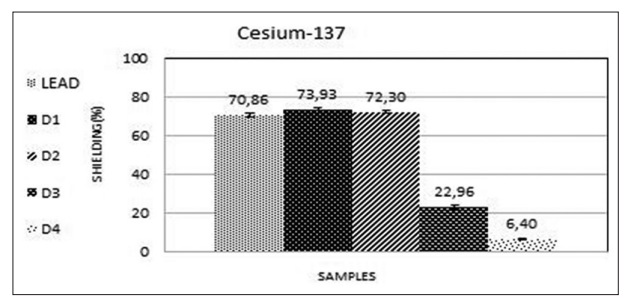 Cesium-137
LEAD
D1
D2
D3
D4
SHIELDING(%)
100
80
60
40
20
0
70,86
73,93
72,30
22,96
6,40
SAMPLES